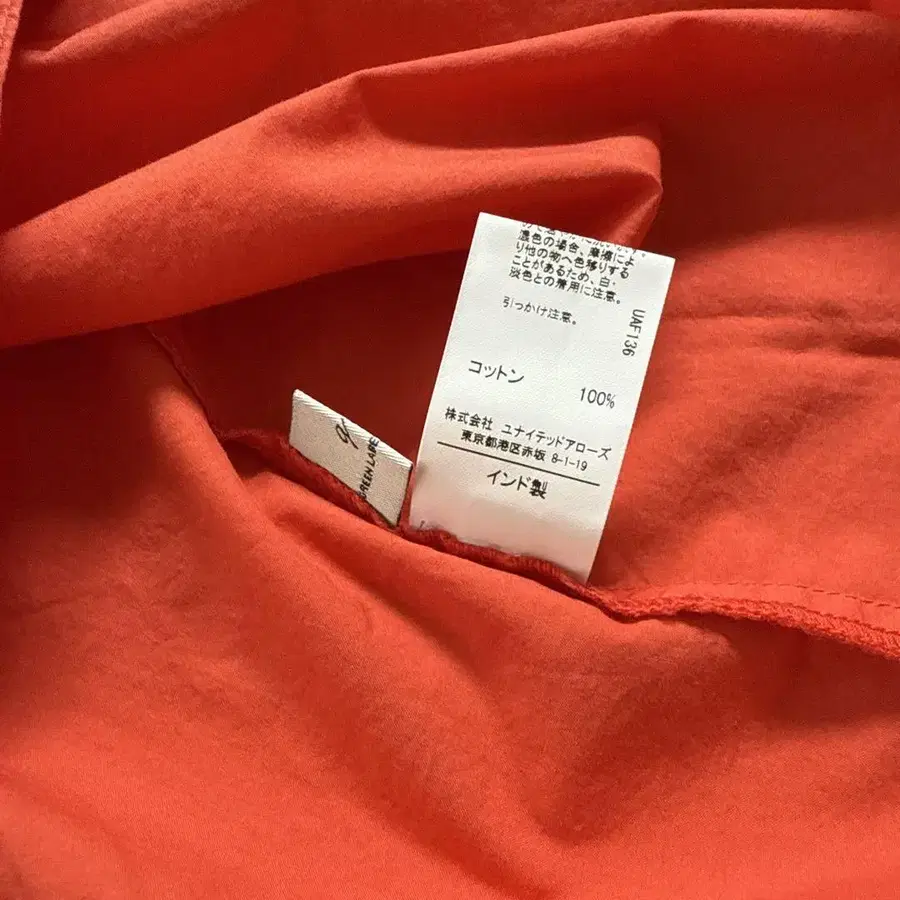 濃色の場合、摩擦によ
り他の物へ色移りする
ことがあるため、白・
淡色との着用に注意。
引っかけ注意。
UAF136
コットン
100%
株式会社 ユナイテッドアローズ
東京都港区赤坂 8-1-19
インド製
GREEN LABE